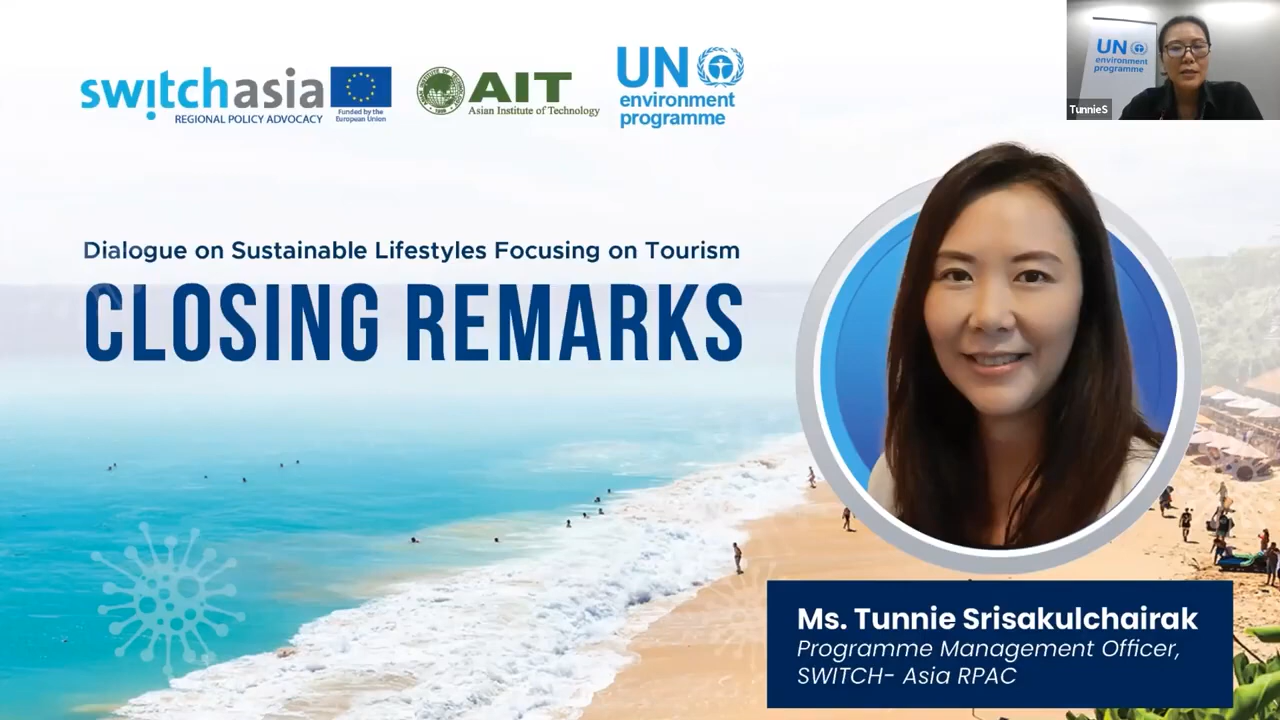 switchasia
REGIONAL POLICY ADVOCACY
Funded by the
European Union
AIT
Asian Institute of Technology
UN
environment
programme
UN
environment
programme
TunnieS
Dialogue on Sustainable Lifestyles Focusing on Tourism
CLOSING REMARKS
Ms. Tunnie Srisakulchairak
Programme Management Officer,
SWITCH- Asia RPAC